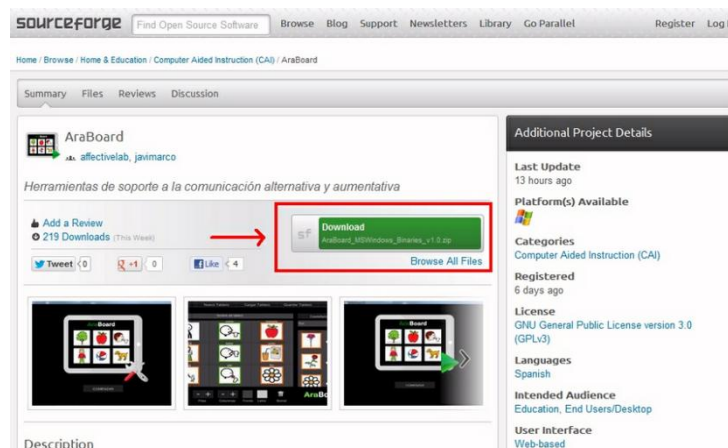 sourceforge
Find Open Source Software
Browse Blog Support Newsletters Library Go Parallel
Register Log
Home / Browse / Home & Education / Computer Aided Instruction (CAI) / AraBoard
Summary Files Reviews Discussion
AraBoard
affectivelab, javimarco
Herramientas de soporte a la comunicación alternativa y aumentativa
Add a Review
219 Downloads (This Week)
sf
Download
AraBoard_MSWindows_Binaries_v1.0.zip
Browse All Files
Tweet 0
+1 0
Like 4
AraBoard
AraBoard
Description
Additional Project Details
Last Update
13 hours ago
Platform(s) Available
Categories
Computer Aided Instruction (CAI)
Registered
6 days ago
License
GNU General Public License version 3.0
(GPLv3)
Languages
Spanish
Intended Audience
Education, End Users/Desktop
User Interface
Web-based